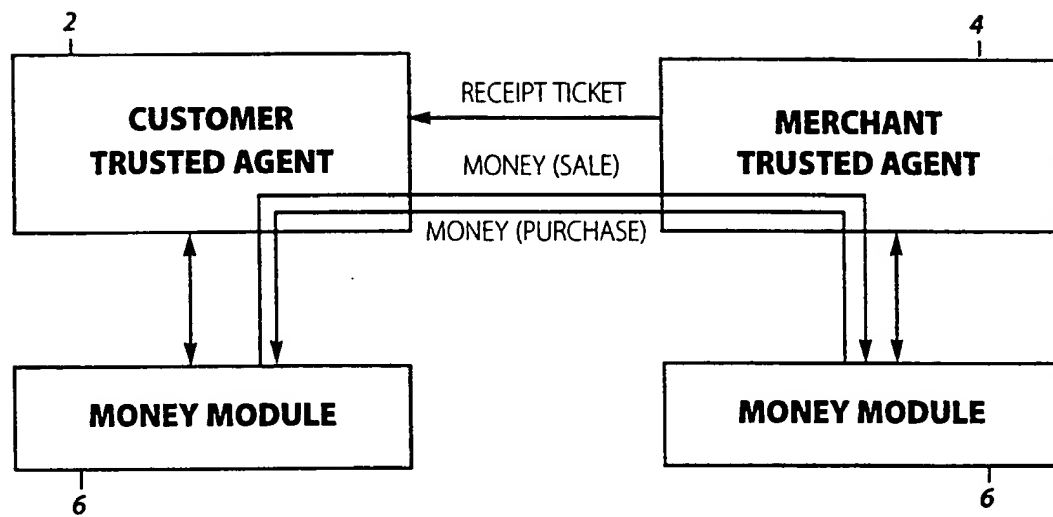 2
4
CUSTOMER
TRUSTED AGENT
RECEIPT TICKET
MERCHANT
TRUSTED AGENT
MONEY (SALE)
MONEY (PURCHASE)
MONEY MODULE
MONEY MODULE
6
6